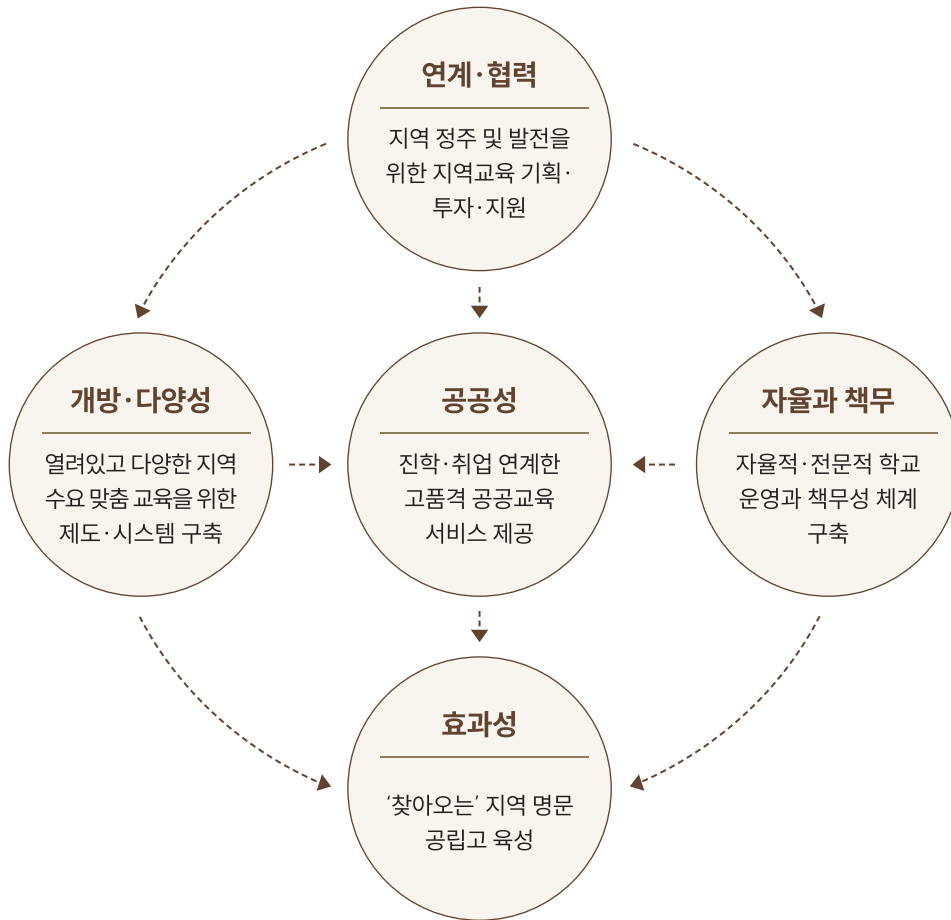 연계·협력
지역 정주 및 발전을
위한 지역교육 기획·
투자·지원
개방·다양성
열려있고 다양한 지역
수요 맞춤 교육을 위한
제도·시스템 구축
공공성
진학·취업 연계한
고품격 공공교육
서비스 제공
자율과 책무
자율적·전문적 학교
운영과 책무성 체계
구축
효과성
‘찾아오는’ 지역 명문
공립고 육성